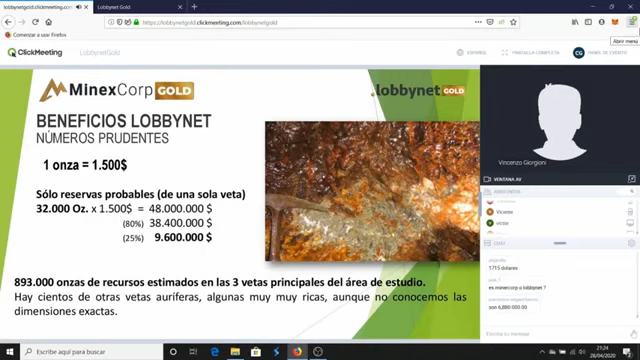 lobbynetgold.clickmeeting.com/lo
LobbynetGold
https://lobbynetgold.clickmeeting.com/lobbynetgold
Comenzar a usar Firefox
Abrir menú
ClickMeeting
LobbynetGold
ESPAÑOL
PANTALLA COMPLETA
CG
PANEL DE EVENTO
MinexCorp GOLD
lobbynet GOLD
BENEFICIOS LOBBYNET
NÚMEROS PRUDENTES
1 onza = 1.500$
Sólo reservas probables (de una sola veta)
32.000 Oz. x 1.500$ = 48.000.000 $
(80%) 38.400.000 $
(25%) 9.600.000 $
893.000 onzas de recursos estimados en las 3 vetas principales del área de estudio.
Hay cientos de otras vetas auríferas, algunas muy muy ricas, aunque no conocemos las
dimensiones exactas.
Vincenzo Giorgioni
VENTANA AV
Vicente
victor
CHAT
1715 dolares
es minecorp o lobbynet ?
son 6,880.000.00
Escribe tu mensaje
Escribe aquí para buscar
21:24
28/04/2020